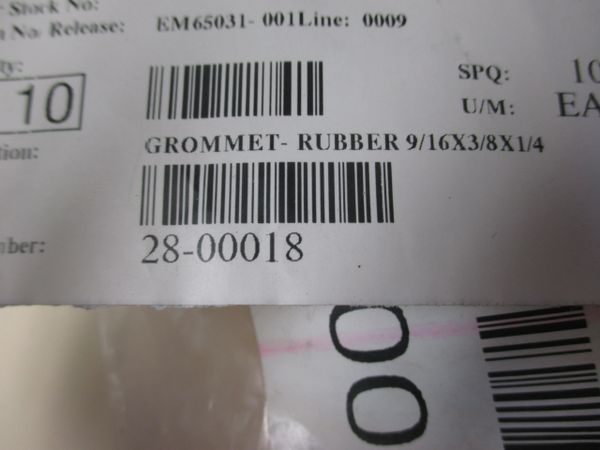 Stock No:
No/ Release: EM65031- 001Line: 0009
10
SPQ: 10
U/M: EA
GROMMET- RUBBER 9/16X3/8X1/4
28-00018
00